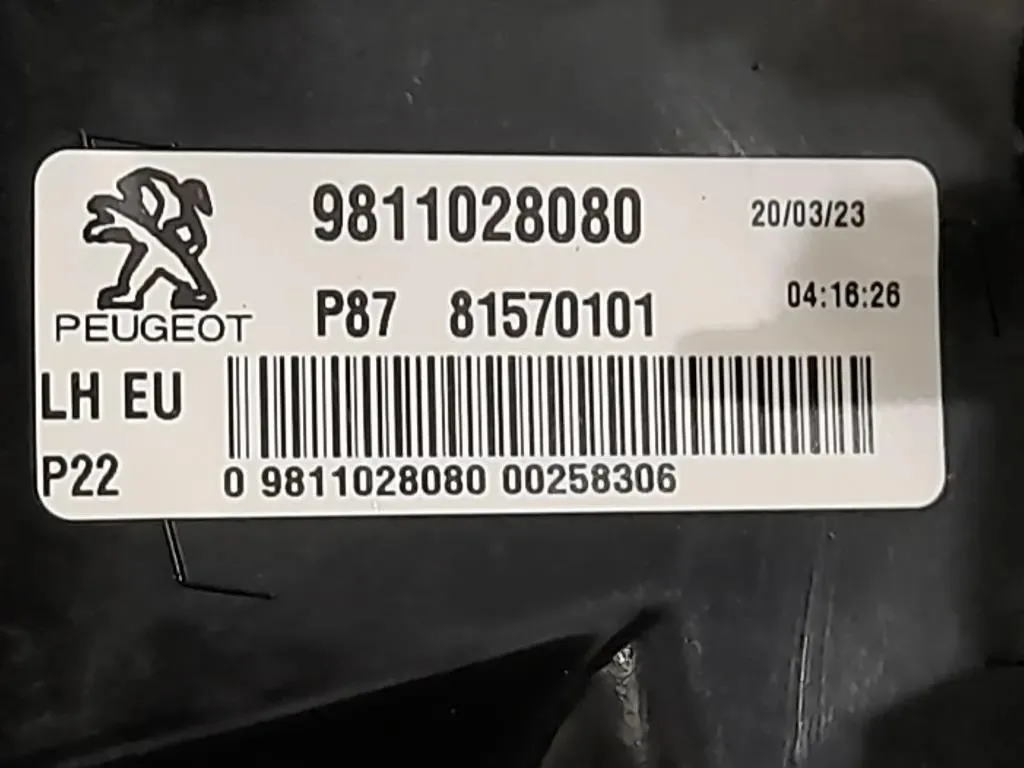 9811028080 20/03/23
P87 81570101 04:16:26
PEUGEOT
LH EU
P22 0 9811028080 00258306